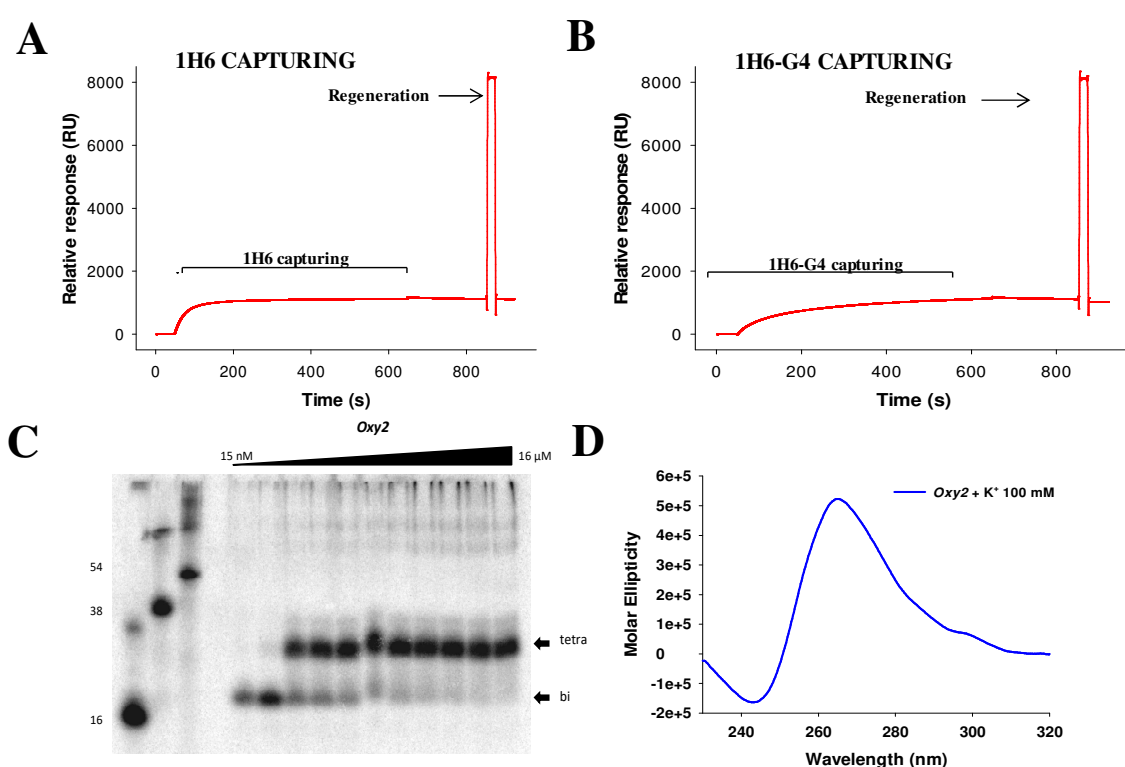 A
1H6 CAPTURING
Regeneration
1H6 capturing
Relative response (RU)
8000
6000
4000
2000
0
0 200 400 600 800
Time (s)
B
1H6-G4 CAPTURING
Regeneration
1H6-G4 capturing
Relative response (RU)
8000
6000
4000
2000
0
0 200 400 600 800
Time (s)
C
Oxy2
15 nM 16 µM
54
38
16
tetra
bi
D
Oxy2 + K⁺ 100 mM
Molar Ellipticity
6e+5
5e+5
4e+5
3e+5
2e+5
1e+5
0
-1e+5
-2e+5
240 260 280 300 320
Wavelength (nm)